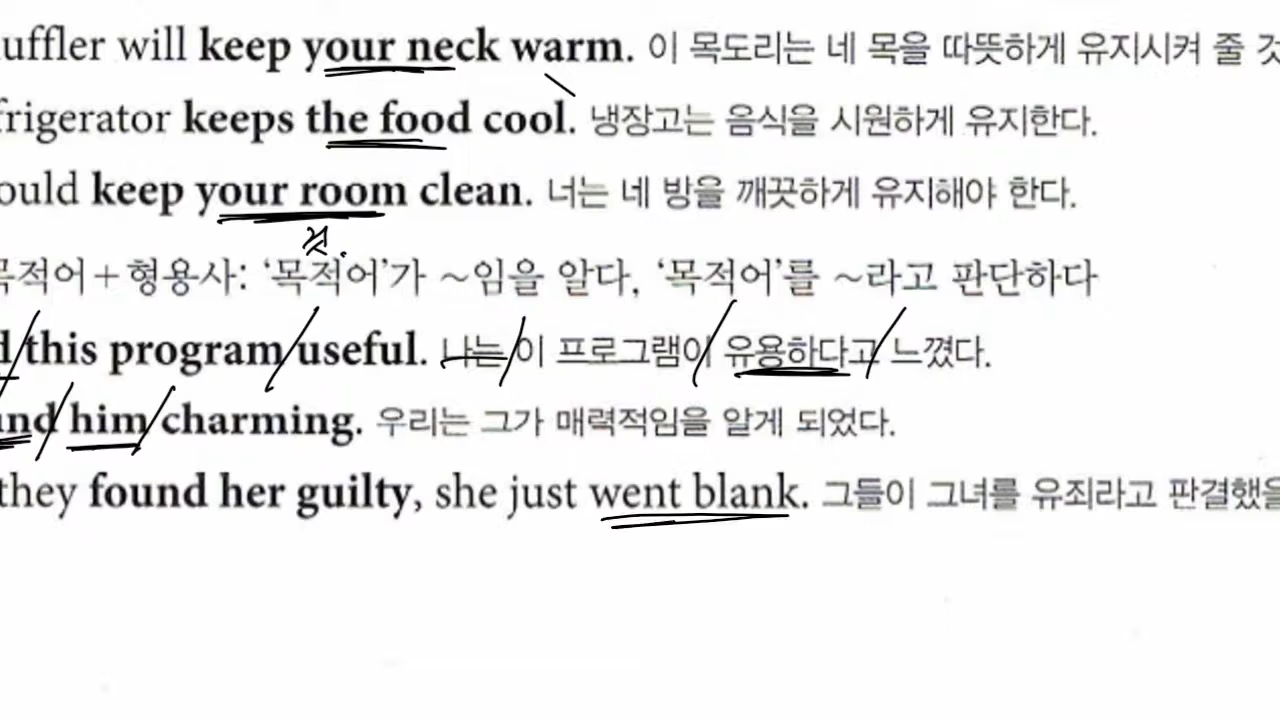 uffler will keep your neck warm. 이 목도리는 네 목을 따뜻하게 유지시켜 줄 것
frigerator keeps the food cool. 냉장고는 음식을 시원하게 유지한다.
ould keep your room clean. 너는 네 방을 깨끗하게 유지해야 한다.
목적어+형용사: ‘목적어’가 ~임을 알다, ‘목적어’를 ~라고 판단하다
d this program useful. 나는 이 프로그램이 유용하다고 느꼈다.
und him charming. 우리는 그가 매력적임을 알게 되었다.
they found her guilty, she just went blank. 그들이 그녀를 유죄라고 판결했을